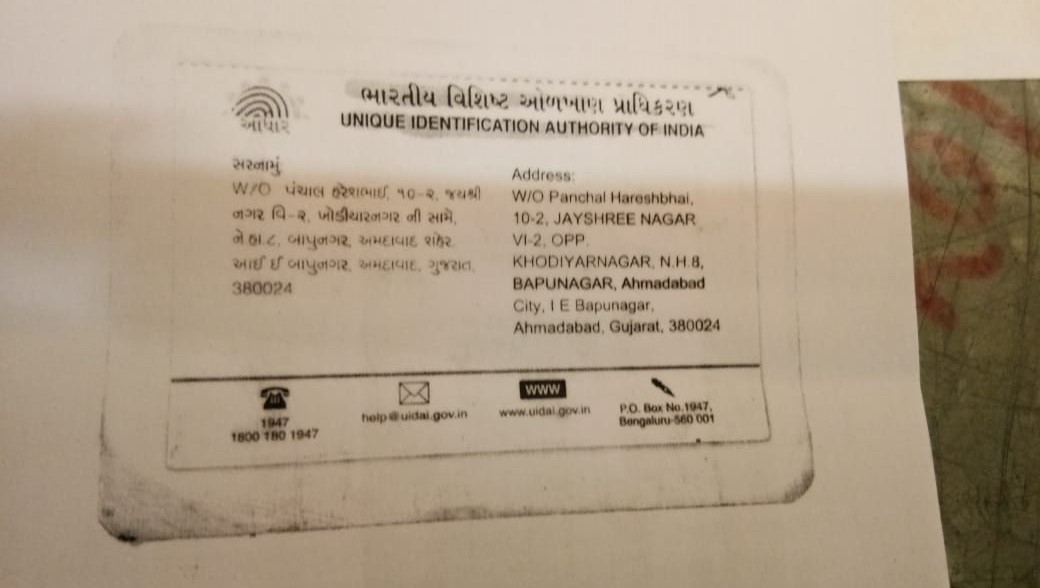 ભારતીય વિશિષ્ટ ઓળખાણ પ્રાધિકરણ
UNIQUE IDENTIFICATION AUTHORITY OF INDIA
આધાર
સરનામું:
W/O પંચાલ હરેશભાઈ, ૧૦-૨, જયશ્રી
નગર વિ-૨, ખોડીયારનગર ની સામે,
ને.હા.૮, બાપુનગર, અમદાવાદ શહેર,
આઈ ઈ બાપુનગર, અમદાવાદ, ગુજરાત,
380024
Address:
W/O Panchal Hareshbhai,
10-2, JAYSHREE NAGAR
VI-2, OPP.
KHODIYARNAGAR, N.H.8,
BAPUNAGAR, Ahmadabad
City, I E Bapunagar,
Ahmadabad, Gujarat, 380024
1947
1800 180 1947
help@uidai.gov.in
www
www.uidai.gov.in
P.O. Box No.1947,
Bengaluru-560 001